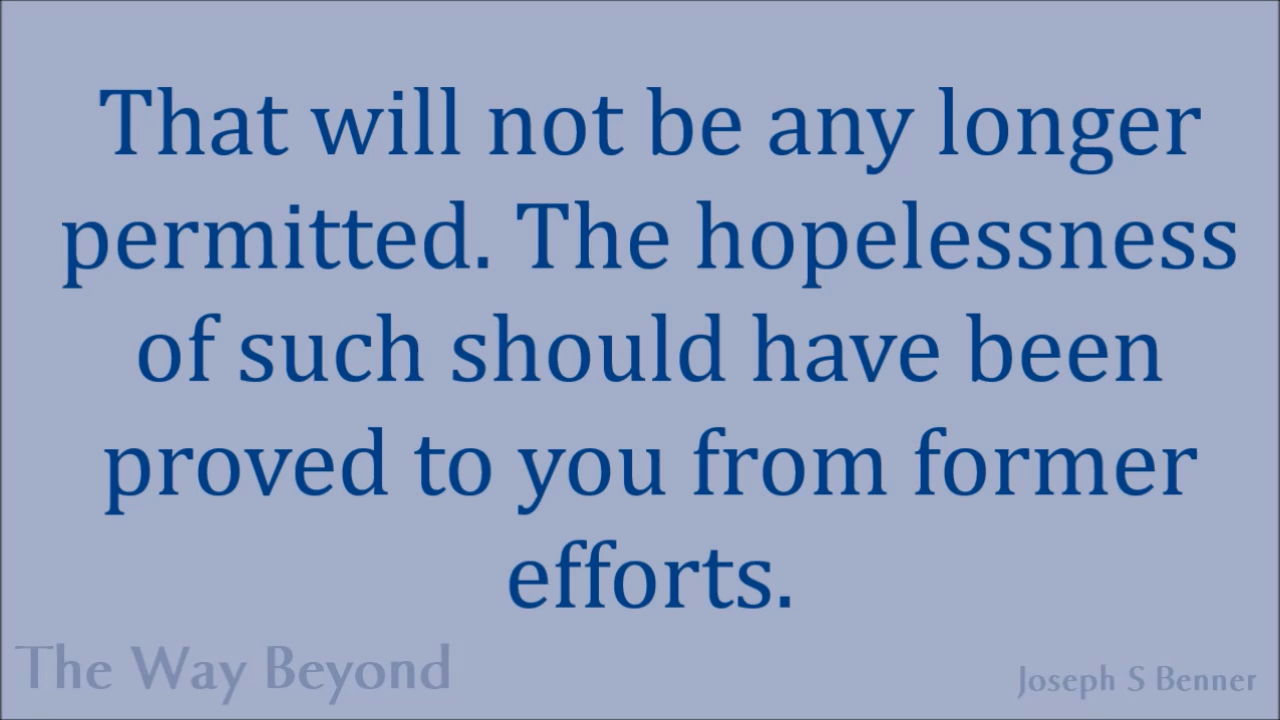 That will not be any longer
permitted. The hopelessness
of such should have been
proved to you from former
efforts.
The Way Beyond
Joseph S Benner